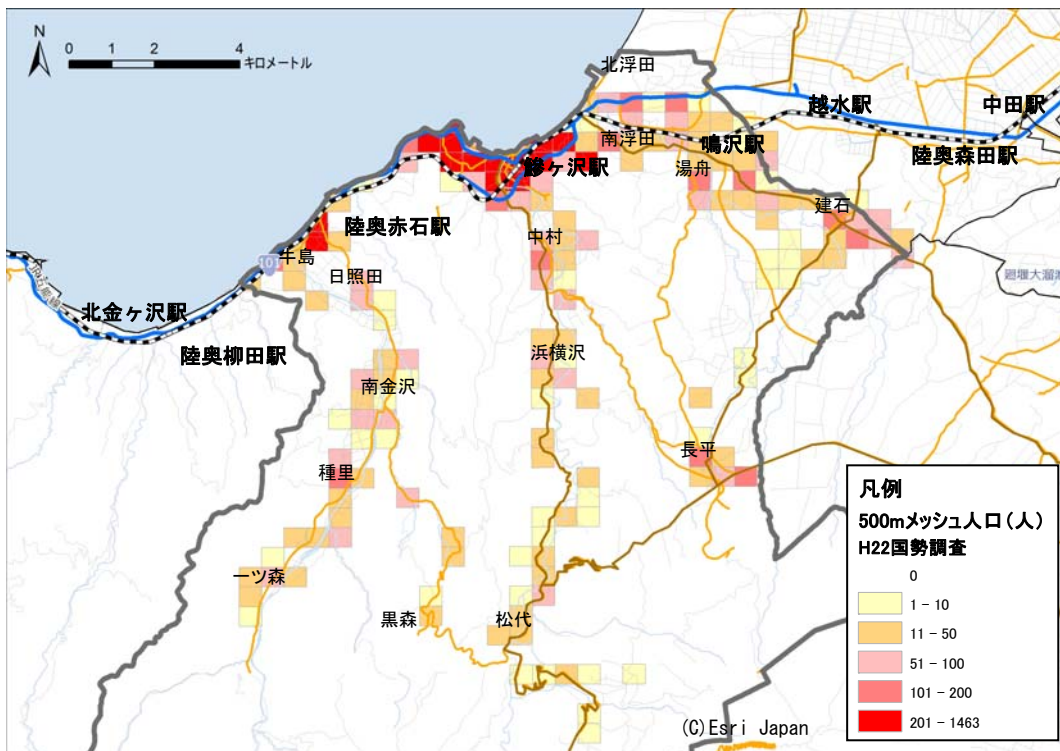 N
0 1 2 4
キロメートル
北浮田
越水駅
中田駅
南浮田
鳴沢駅
陸奥森田駅
鰺ヶ沢駅
湯舟
建石
陸奥赤石駅
中村
牛島
101
日照田
北金ヶ沢駅
陸奥柳田駅
浜横沢
南金沢
長平
種里
一ツ森
黒森
松代
凡例
500mメッシュ人口(人)
H22国勢調査
0
1 - 10
11 - 50
51 - 100
101 - 200
201 - 1463
(C)Esri Japan